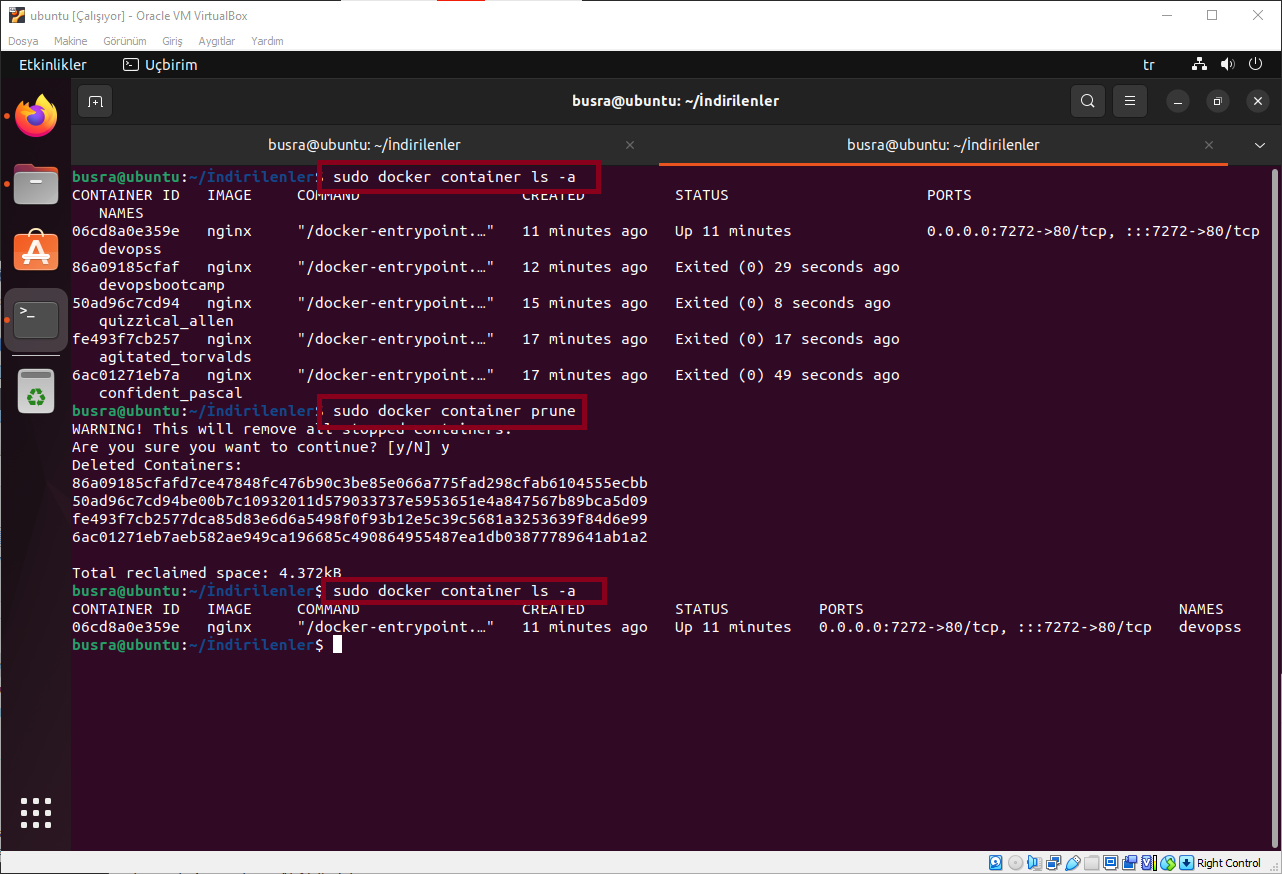 ubuntu [Çalışıyor] - Oracle VM VirtualBox
Dosya Makine Görünüm Giriş Aygıtlar Yardım
Etkinlikler Uçbirim tr
busra@ubuntu: ~/İndirilenler
busra@ubuntu: ~/İndirilenler busra@ubuntu: ~/İndirilenler
busra@ubuntu:~/İndirilenler$ sudo docker container ls -a
CONTAINER ID IMAGE COMMAND CREATED STATUS PORTS
NAMES
06cd8a0e359e nginx "/docker-entrypoint.…" 11 minutes ago Up 11 minutes 0.0.0.0:7272->80/tcp, :::7272->80/tcp
devopss
86a09185cfaf nginx "/docker-entrypoint.…" 12 minutes ago Exited (0) 29 seconds ago
devopsbootcamp
50ad96c7cd94 nginx "/docker-entrypoint.…" 15 minutes ago Exited (0) 8 seconds ago
quizzical_allen
fe493f7cb257 nginx "/docker-entrypoint.…" 17 minutes ago Exited (0) 17 seconds ago
agitated_torvalds
6ac01271eb7a nginx "/docker-entrypoint.…" 17 minutes ago Exited (0) 49 seconds ago
confident_pascal
busra@ubuntu:~/İndirilenler$ sudo docker container prune
WARNING! This will remove all stopped containers.
Are you sure you want to continue? [y/N] y
Deleted Containers:
86a09185cfafd7ce47848fc476b90c3be85e066a775fad298cfab6104555ecbb
50ad96c7cd94be00b7c10932011d579033737e5953651e4a847567b89bca5d09
fe493f7cb2577dca85d83e6d6a5498f0f93b12e5c39c5681a3253639f84d6e99
6ac01271eb7aeb582ae949ca196685c490864955487ea1db03877789641ab1a2
Total reclaimed space: 4.372kB
busra@ubuntu:~/İndirilenler$ sudo docker container ls -a
CONTAINER ID IMAGE COMMAND CREATED STATUS PORTS NAMES
06cd8a0e359e nginx "/docker-entrypoint.…" 11 minutes ago Up 11 minutes 0.0.0.0:7272->80/tcp, :::7272->80/tcp devopss
busra@ubuntu:~/İndirilenler$
Right Control